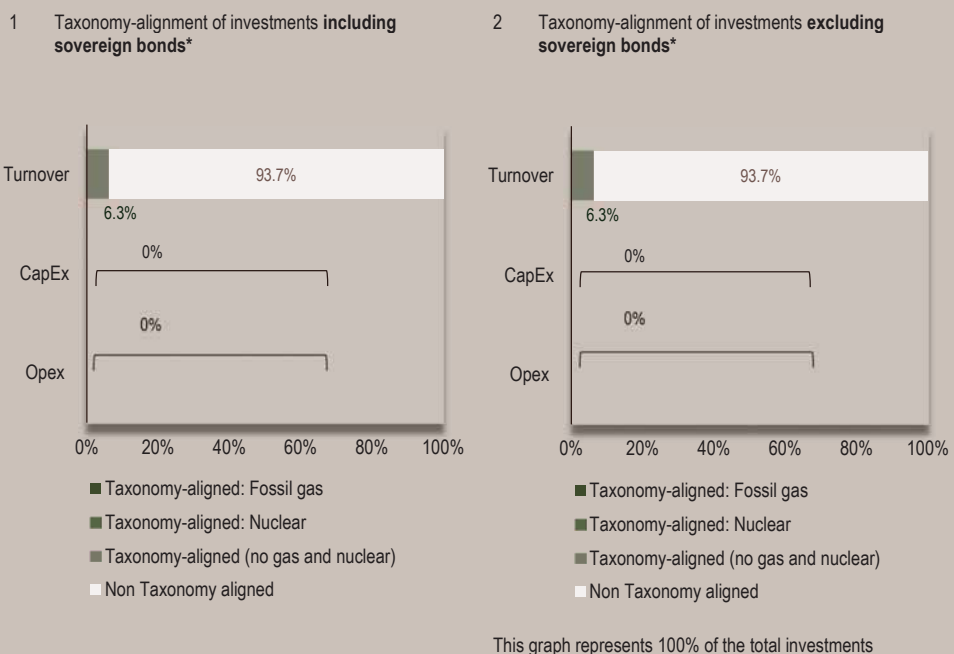 1 Taxonomy-alignment of investments including
sovereign bonds*
Turnover
93.7%
6.3%
0%
CapEx
0%
Opex
0% 20% 40% 60% 80% 100%
Taxonomy-aligned: Fossil gas
Taxonomy-aligned: Nuclear
Taxonomy-aligned (no gas and nuclear)
Non Taxonomy aligned
2 Taxonomy-alignment of investments excluding
sovereign bonds*
Turnover
93.7%
6.3%
0%
CapEx
0%
Opex
0% 20% 40% 60% 80% 100%
Taxonomy-aligned: Fossil gas
Taxonomy-aligned: Nuclear
Taxonomy-aligned (no gas and nuclear)
Non Taxonomy aligned
This graph represents 100% of the total investments